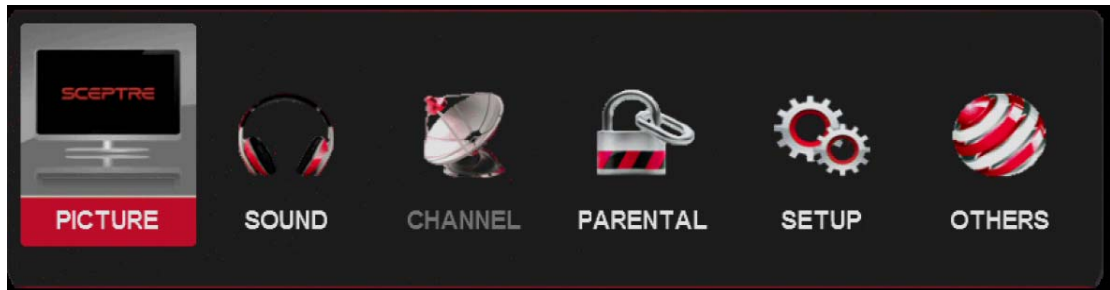 SCEPTRE
PICTURE
SOUND
CHANNEL
PARENTAL
SETUP
OTHERS